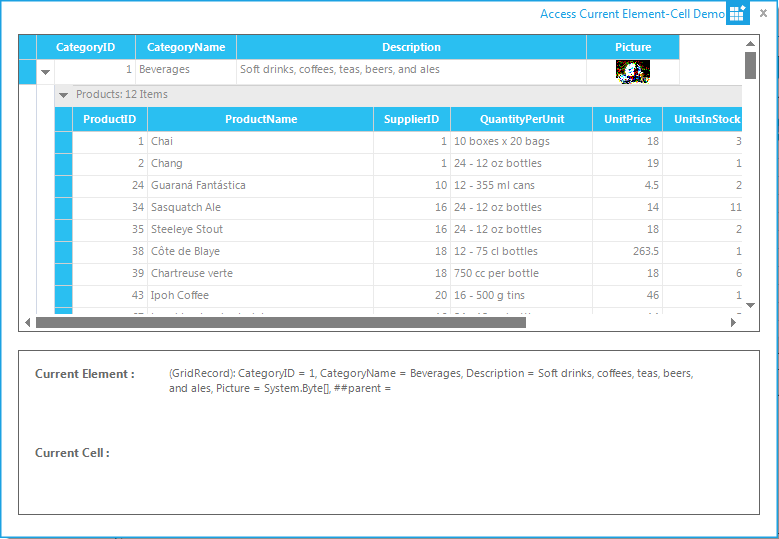 Access Current Element-Cell Demo
CategoryID CategoryName Description Picture
1 Beverages Soft drinks, coffees, teas, beers, and ales
Products: 12 Items
ProductID ProductName SupplierID QuantityPerUnit UnitPrice UnitsInStock
1 Chai 1 10 boxes x 20 bags 18 3
2 Chang 1 24 - 12 oz bottles 19 1
24 Guaraná Fantástica 10 12 - 355 ml cans 4.5 2
34 Sasquatch Ale 16 24 - 12 oz bottles 14 11
35 Steeleye Stout 16 24 - 12 oz bottles 18 2
38 Côte de Blaye 18 12 - 75 cl bottles 263.5 1
39 Chartreuse verte 18 750 cc per bottle 18 6
43 Ipoh Coffee 20 16 - 500 g tins 46 1
Current Element : (GridRecord): CategoryID = 1, CategoryName = Beverages, Description = Soft drinks, coffees, teas, beers,
and ales, Picture = System.Byte[], ##parent =
Current Cell :